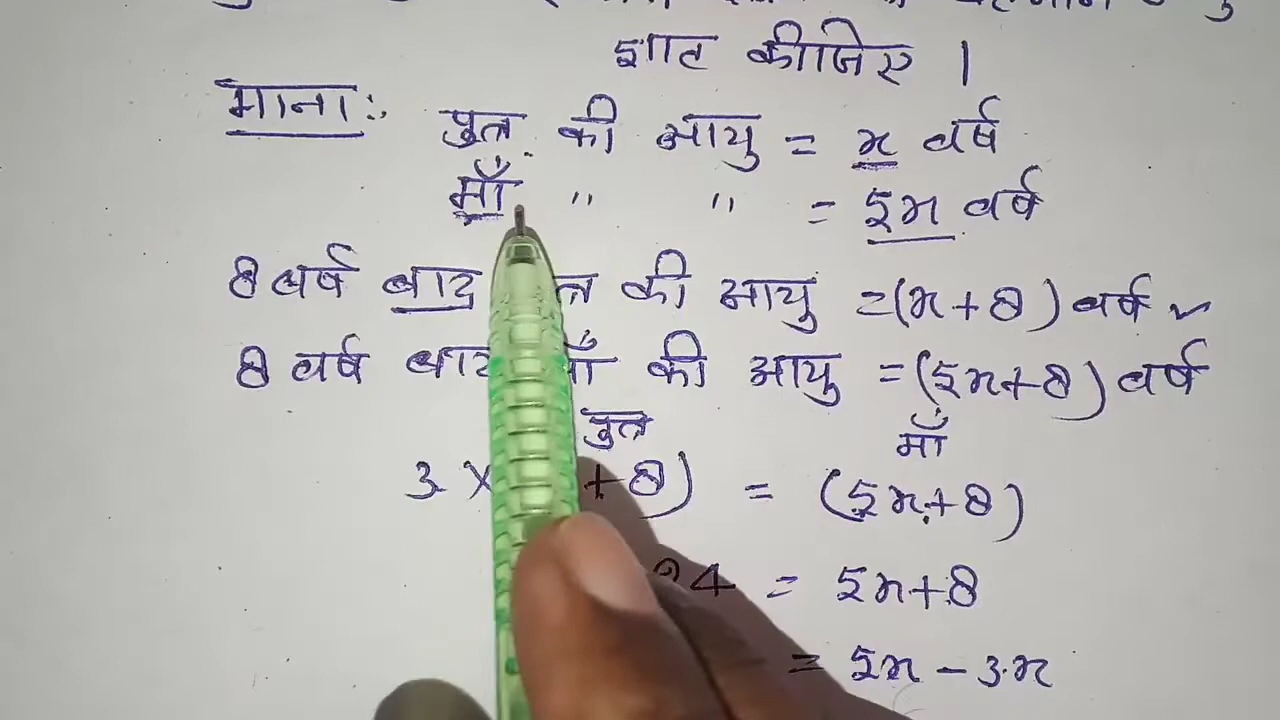 ज्ञात कीजिए ।
माना :- पुत्र की आयु = x वर्ष
माँ " " = 5x वर्ष
8 वर्ष बाद की आयु =(x+8) वर्ष
8 वर्ष बाद माँ की आयु =(5x+8) वर्ष
पुत्र माँ
3 × +8) = (5x+8)
24 = 5x+8
= 5x - 3x